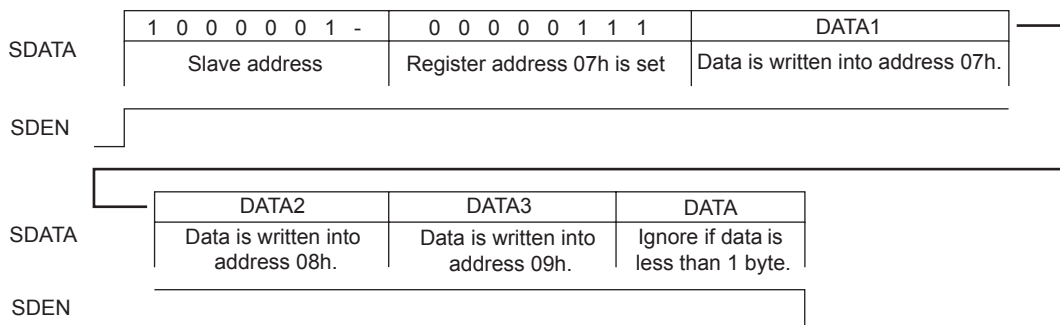 1 0 0 0 0 0 1 - 0 0 0 0 0 1 1 1 DATA1
SDATA
Slave address Register address 07h is set Data is written into address 07h.
SDEN
DATA2 DATA3 DATA
SDATA
Data is written into Data is written into Ignore if data is
address 08h. address 09h. less than 1 byte.
SDEN